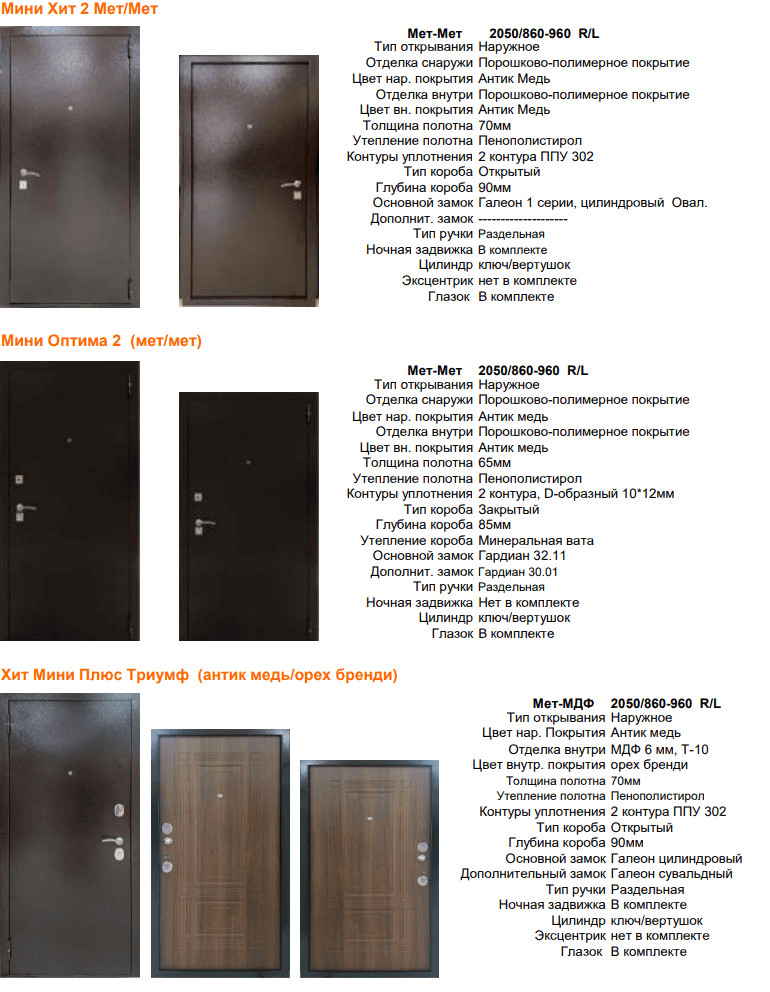 Мини Хит 2 Мет/Мет
Мет-Мет 2050/860-960 R/L
Тип открывания Наружное
Отделка снаружи Порошково-полимерное покрытие
Цвет нар. покрытия Антик Медь
Отделка внутри Порошково-полимерное покрытие
Цвет вн. покрытия Антик Медь
Толщина полотна 70мм
Утепление полотна Пенополистирол
Контуры уплотнения 2 контура ППУ 302
Тип короба Открытый
Глубина короба 90мм
Основной замок Галеон 1 серии, цилиндровый Овал.
Дополнит. замок --------------------
Тип ручки Раздельная
Ночная задвижка В комплекте
Цилиндр ключ/вертушок
Эксцентрик нет в комплекте
Глазок В комплекте
Мини Оптима 2 (мет/мет)
Мет-Мет 2050/860-960 R/L
Тип открывания Наружное
Отделка снаружи Порошково-полимерное покрытие
Цвет нар. покрытия Антик медь
Отделка внутри Порошково-полимерное покрытие
Цвет вн. покрытия Антик медь
Толщина полотна 65мм
Утепление полотна Пенополистирол
Контуры уплотнения 2 контура, D-образный 10*12мм
Тип короба Закрытый
Глубина короба 85мм
Утепление короба Минеральная вата
Основной замок Гардиан 32.11
Дополнит. замок Гардиан 30.01
Тип ручки Раздельная
Ночная задвижка Нет в комплекте
Цилиндр ключ/вертушок
Глазок В комплекте
Хит Мини Плюс Триумф (антик медь/орех бренди)
Мет-МДФ 2050/860-960 R/L
Тип открывания Наружное
Цвет нар. Покрытия Антик медь
Отделка внутри МДФ 6 мм, Т-10
Цвет внутр. покрытия орех бренди
Толщина полотна 70мм
Утепление полотна Пенополистирол
Контуры уплотнения 2 контура ППУ 302
Тип короба Открытый
Глубина короба 90мм
Основной замок Галеон цилиндровый
Дополнительный замок Галеон сувальдный
Тип ручки Раздельная
Ночная задвижка В комплекте
Цилиндр ключ/вертушок
Эксцентрик нет в комплекте
Глазок В комплекте